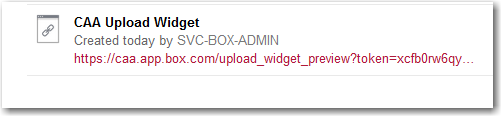 CAA Upload Widget
Created today by SVC-BOX-ADMIN
https://caa.app.box.com/upload_widget_preview?token=xcfb0rw6qy...